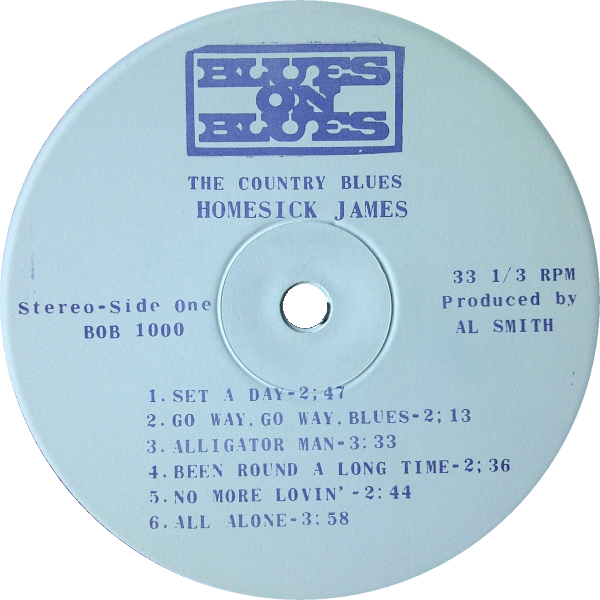 BLUES
ON
BLUES
THE COUNTRY BLUES
HOMESICK JAMES
Stereo-Side One
BOB 1000
33 1/3 RPM
Produced by
AL SMITH
1. SET A DAY-2;47
2. GO WAY, GO WAY, BLUES-2; 13
3. ALLIGATOR MAN-3:33
4. BEEN ROUND A LONG TIME-2; 36
5. NO MORE LOVIN'-2:44
6. ALL ALONE-3:58